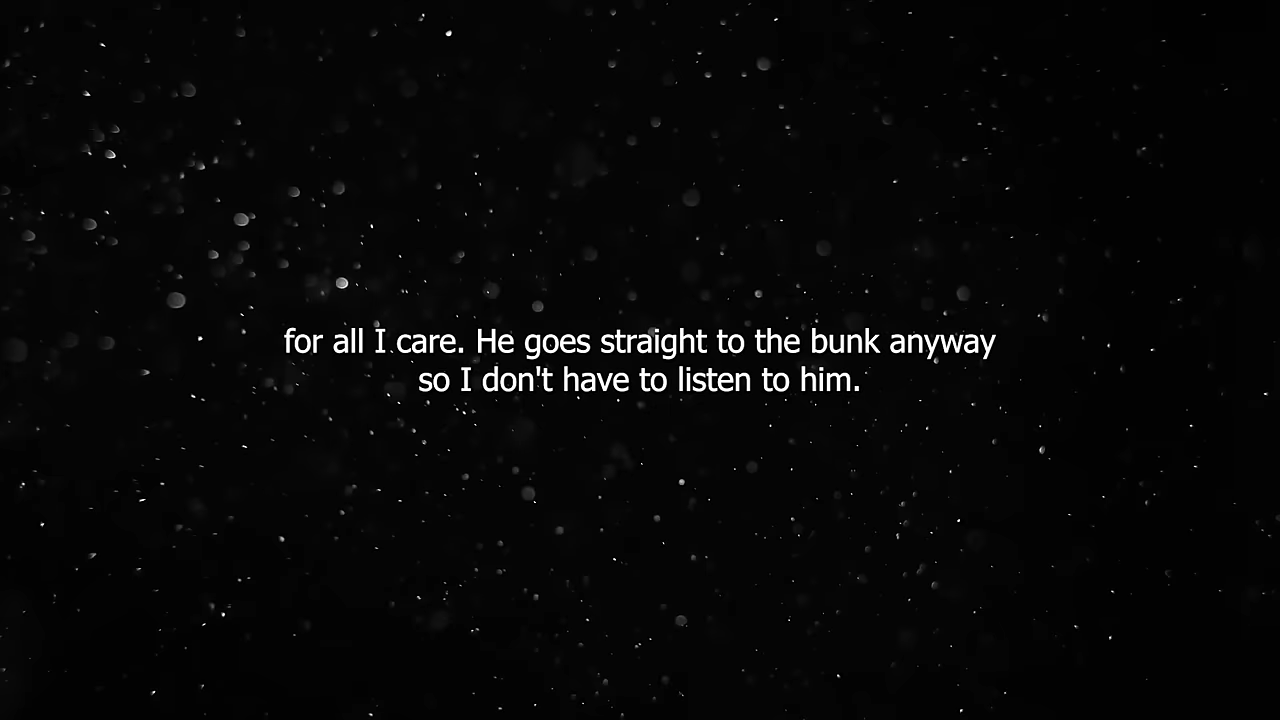 for all I care. He goes straight to the bunk anyway
so I don't have to listen to him.